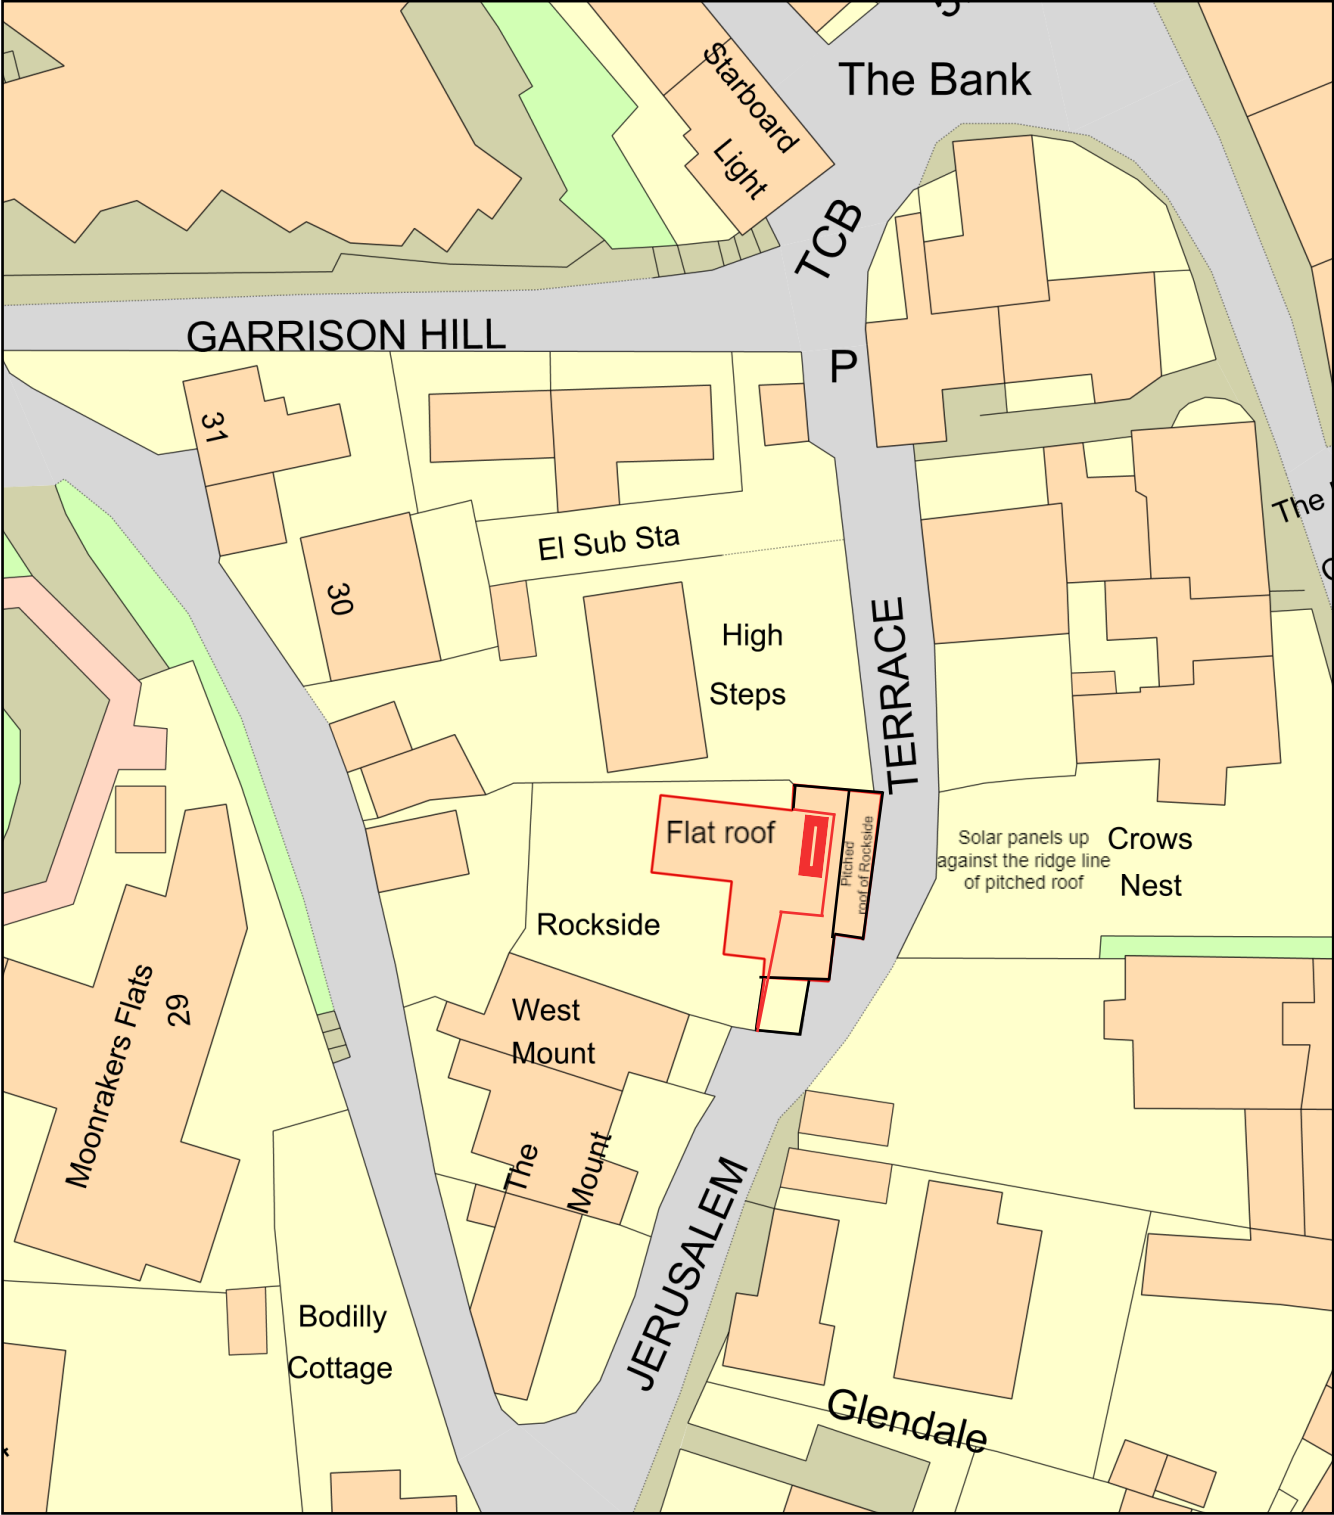 The Bank
Starboard
Light
TCB
GARRISON HILL
P
31
El Sub Sta
30
The
High
Steps
TERRACE
Flat roof
Pitched
roof of Rockside
Solar panels up
against the ridge line
of pitched roof
Crows
Nest
Rockside
West
Mount
Moonrakers Flats
29
The
Mount
JERUSALEM
Bodilly
Cottage
Glendale